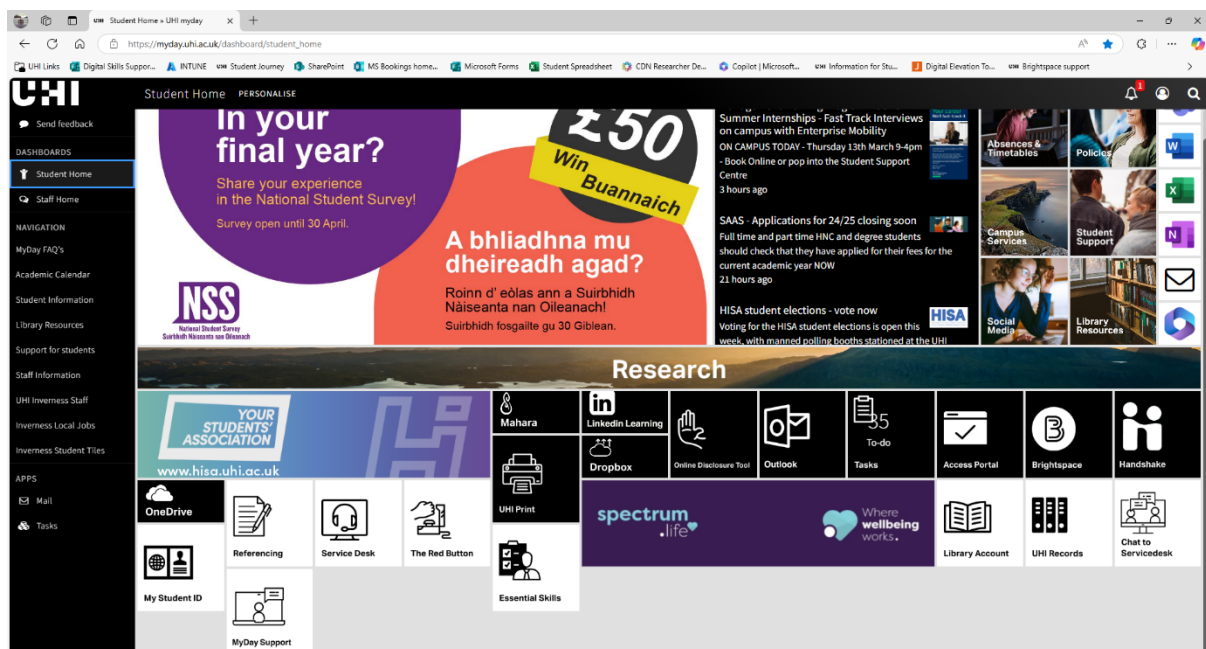 Student Home » UHI myday
https://myday.uhi.ac.uk/dashboard/student_home
UHI Links
Digital Skills Suppor...
INTUNE
Student Journey
SharePoint
MS Bookings home...
Microsoft Forms
Student Spreadsheet
CDN Researcher De...
Copilot | Microsoft...
Information for Stu...
Digital Elevation To...
Brightspace support
UHI
Student Home
PERSONALISE
1
Send feedback
DASHBOARDS
Student Home
Staff Home
NAVIGATION
MyDay FAQ's
Academic Calendar
Student Information
Library Resources
Support for students
Staff Information
UHI Inverness Staff
Inverness Local Jobs
Inverness Student Tiles
APPS
Mail
Tasks
In your
final year?
Share your experience
in the National Student Survey!
Survey open until 30 April.
NSS
National Student Survey
Suirbhidh Nàiseanta nan Oileanach
£50
Win
Buannaich
A bhliadhna mu
dheireadh agad?
Roinn d' eòlas ann a Suirbhidh
Nàiseanta nan Oileanach!
Suirbhidh fosgailte gu 30 Giblean.
Summer Internships - Fast Track Interviews
on campus with Enterprise Mobility
ON CAMPUS TODAY - Thursday 13th March 9-4pm
- Book Online or pop into the Student Support
Centre
3 hours ago
SAAS - Applications for 24/25 closing soon
Full time and part time HNC and degree students
should check that they have applied for their fees for the
current academic year NOW
21 hours ago
HISA student elections - vote now
Voting for the HISA student elections is open this
week, with manned polling booths stationed at the UHI
HISA
Absences &
Timetables
Policies
Campus
Services
Student
Support
Social
Media
Library
Resources
Research
YOUR
STUDENTS'
ASSOCIATION
www.hisa.uhi.ac.uk
Mahara
Linkedin Learning
Dropbox
Online Disclosure Tool
Outlook
35
To-do
Tasks
Access Portal
Brightspace
Handshake
OneDrive
Referencing
Service Desk
The Red Button
UHI Print
spectrum
.life
Where
wellbeing
works.
Library Account
UHI Records
Chat to
Servicedesk
My Student ID
MyDay Support
Essential Skills